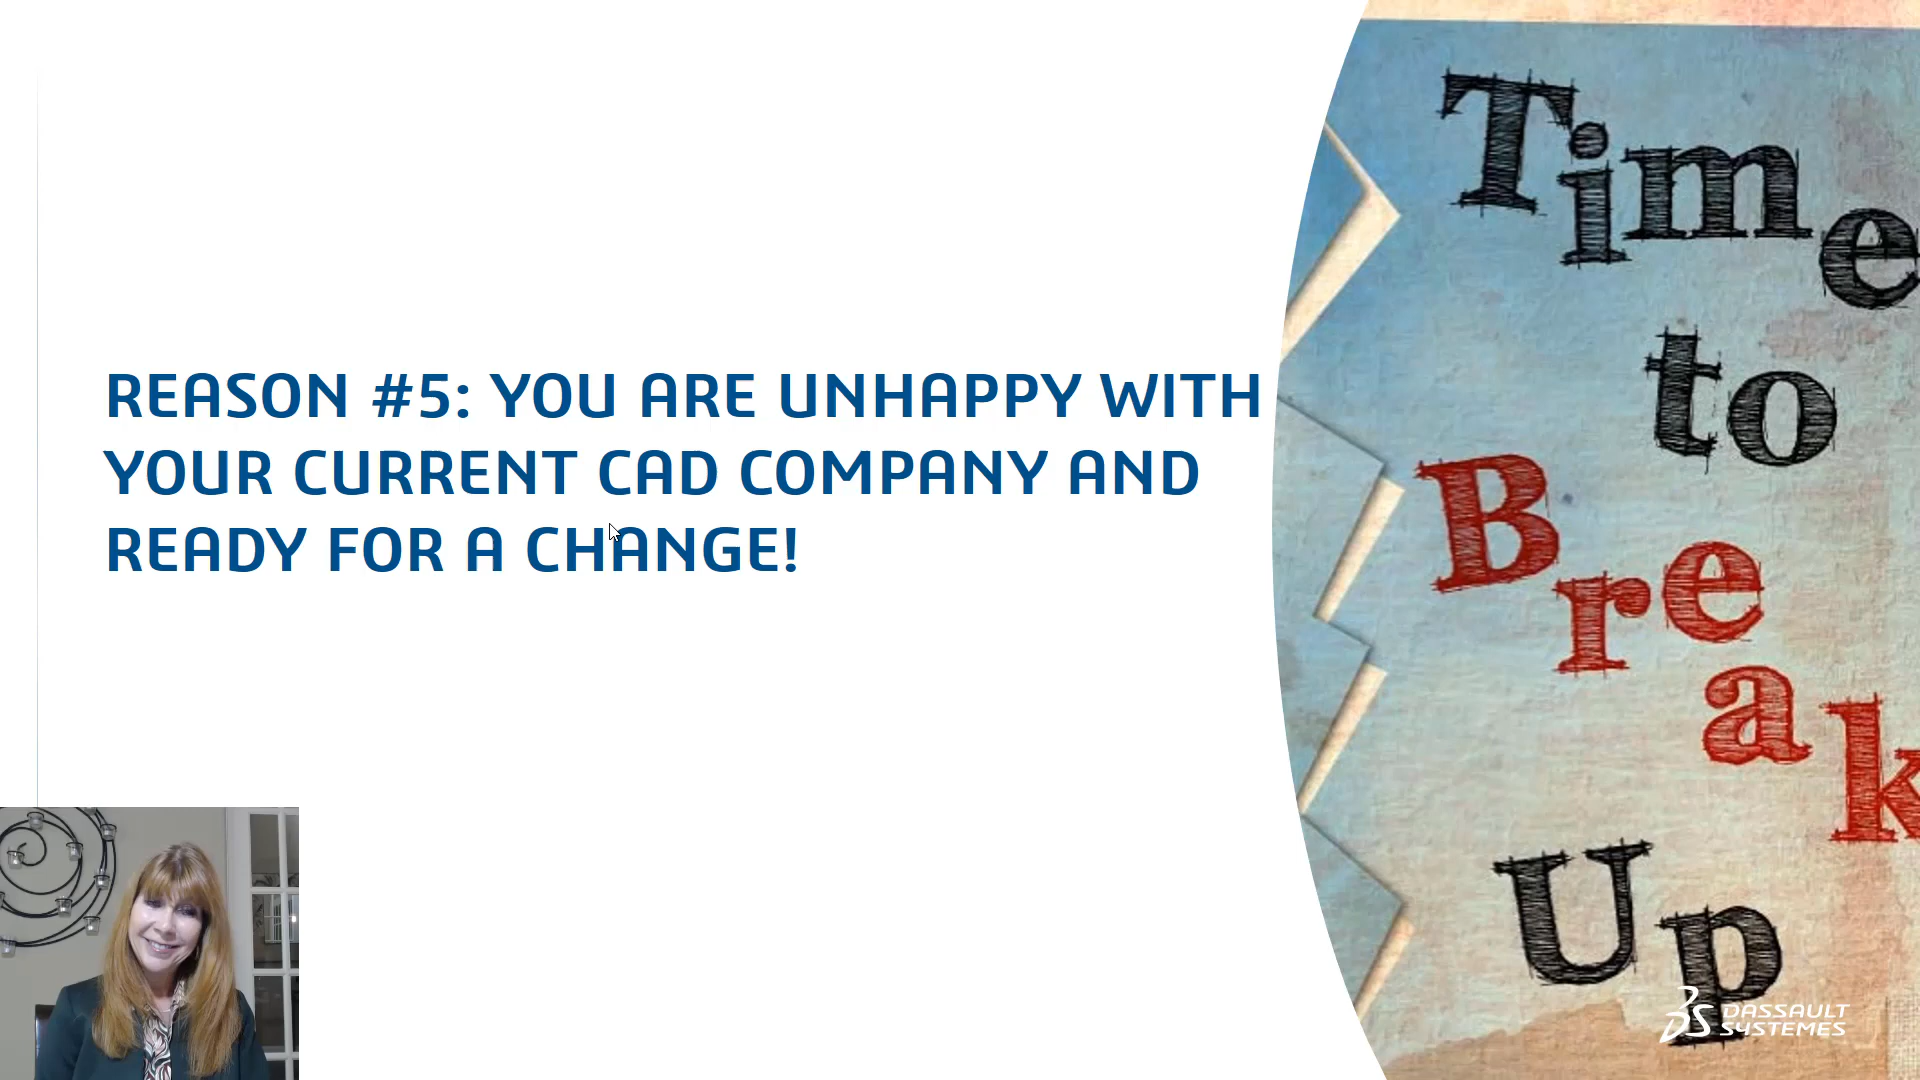 REASON #5: YOU ARE UNHAPPY WITH
YOUR CURRENT CAD COMPANY AND
READY FOR A CHANGE!
Time
to
Break
Up
DASSAULT
SYSTEMES